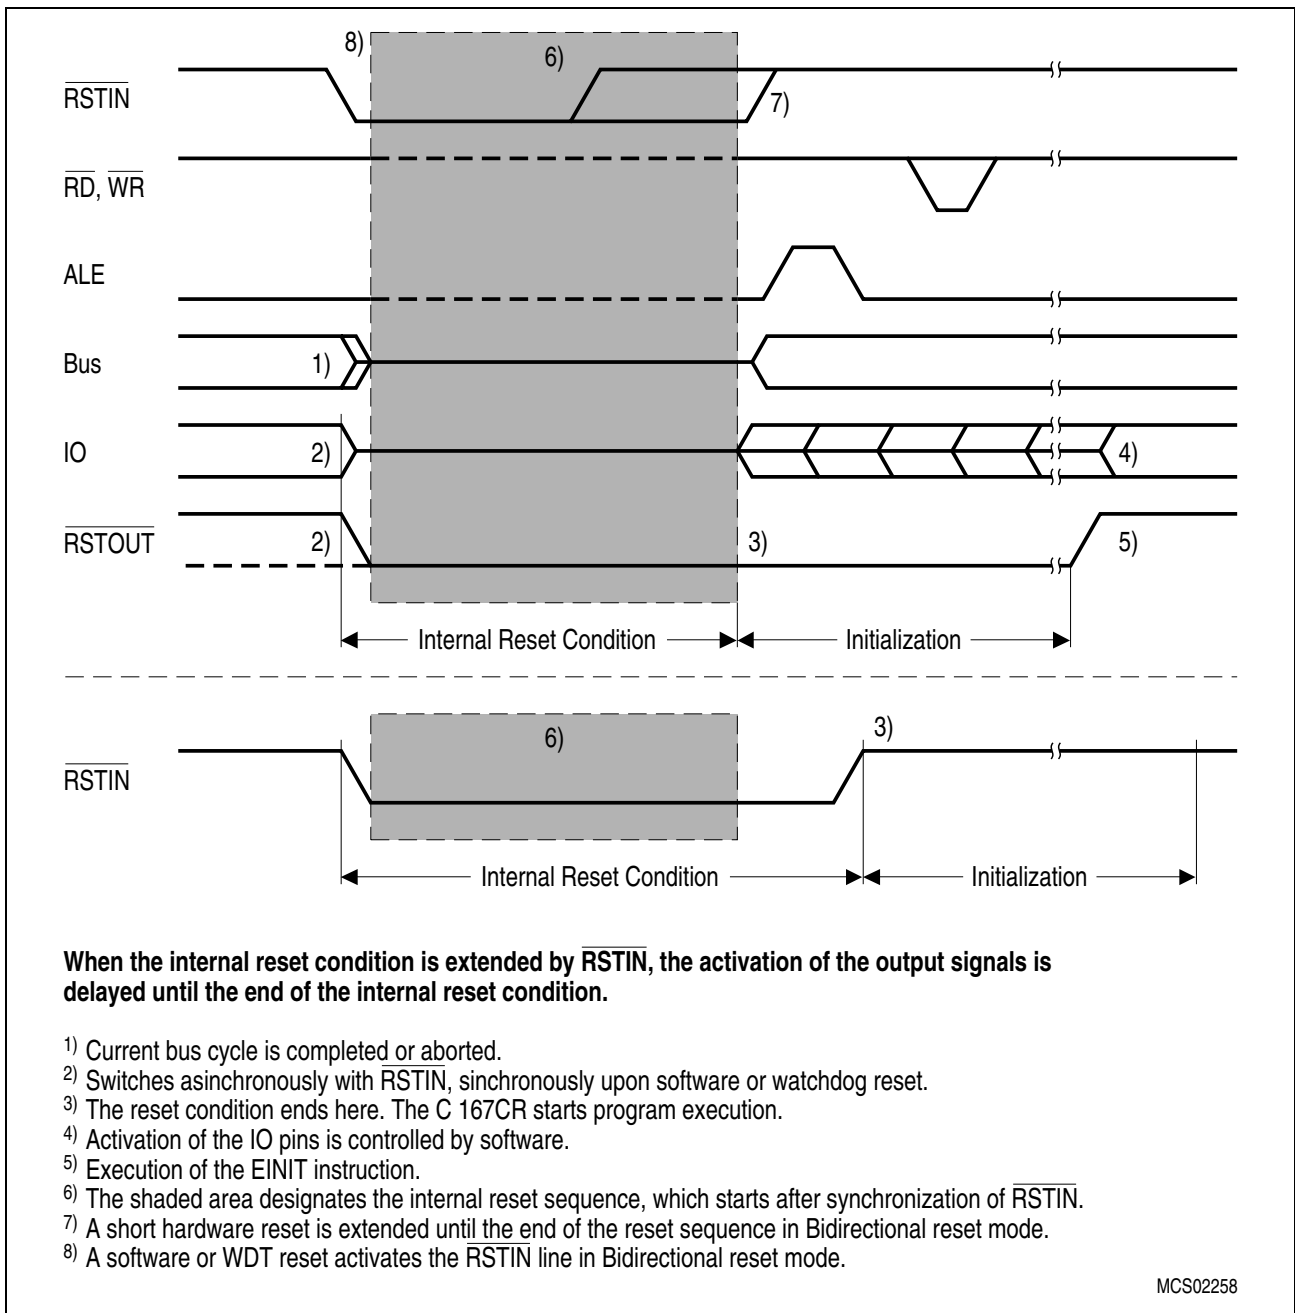 8)
6)
RSTIN
7)
RD, WR
ALE
Bus
1)
IO
2)
4)
RSTOUT
2)
3)
5)
Internal Reset Condition
Initialization
6)
3)
RSTIN
Internal Reset Condition
Initialization
When the internal reset condition is extended by RSTIN, the activation of the output signals is
delayed until the end of the internal reset condition.
1) Current bus cycle is completed or aborted.
2) Switches asinchronously with RSTIN, sinchronously upon software or watchdog reset.
3) The reset condition ends here. The C 167CR starts program execution.
4) Activation of the IO pins is controlled by software.
5) Execution of the EINIT instruction.
6) The shaded area designates the internal reset sequence, which starts after synchronization of RSTIN.
7) A short hardware reset is extended until the end of the reset sequence in Bidirectional reset mode.
8) A software or WDT reset activates the RSTIN line in Bidirectional reset mode.
MCS02258